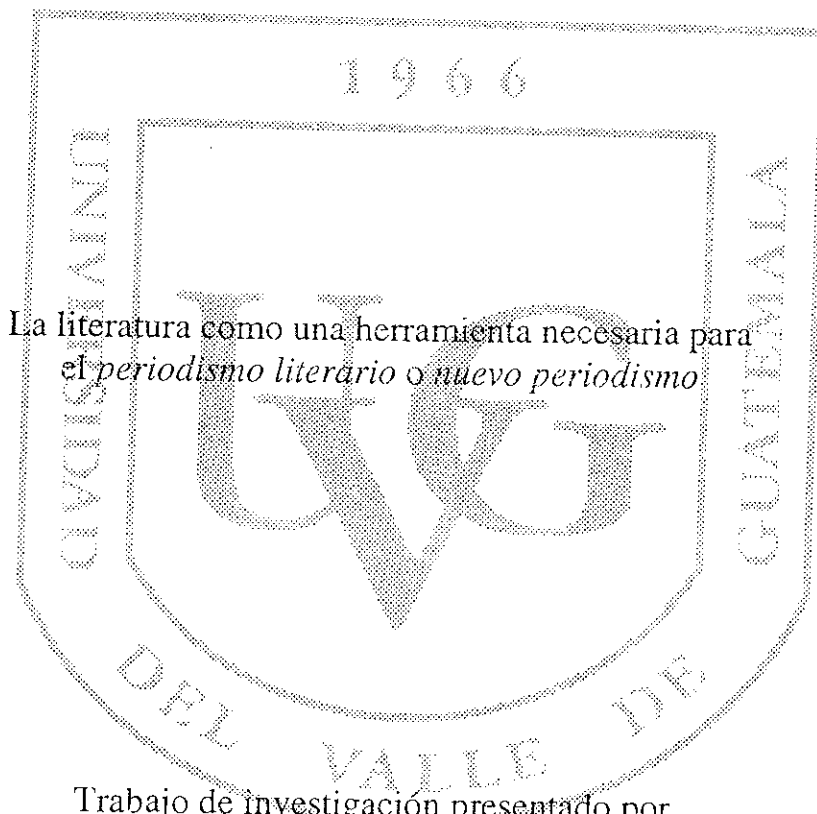 1966
UNIVERSIDAD
DEL VALLE DE
GUATEMALA
UVG
La literatura como una herramienta necesaria para
el periodismo literario o nuevo periodismo
Trabajo de investigación presentado por